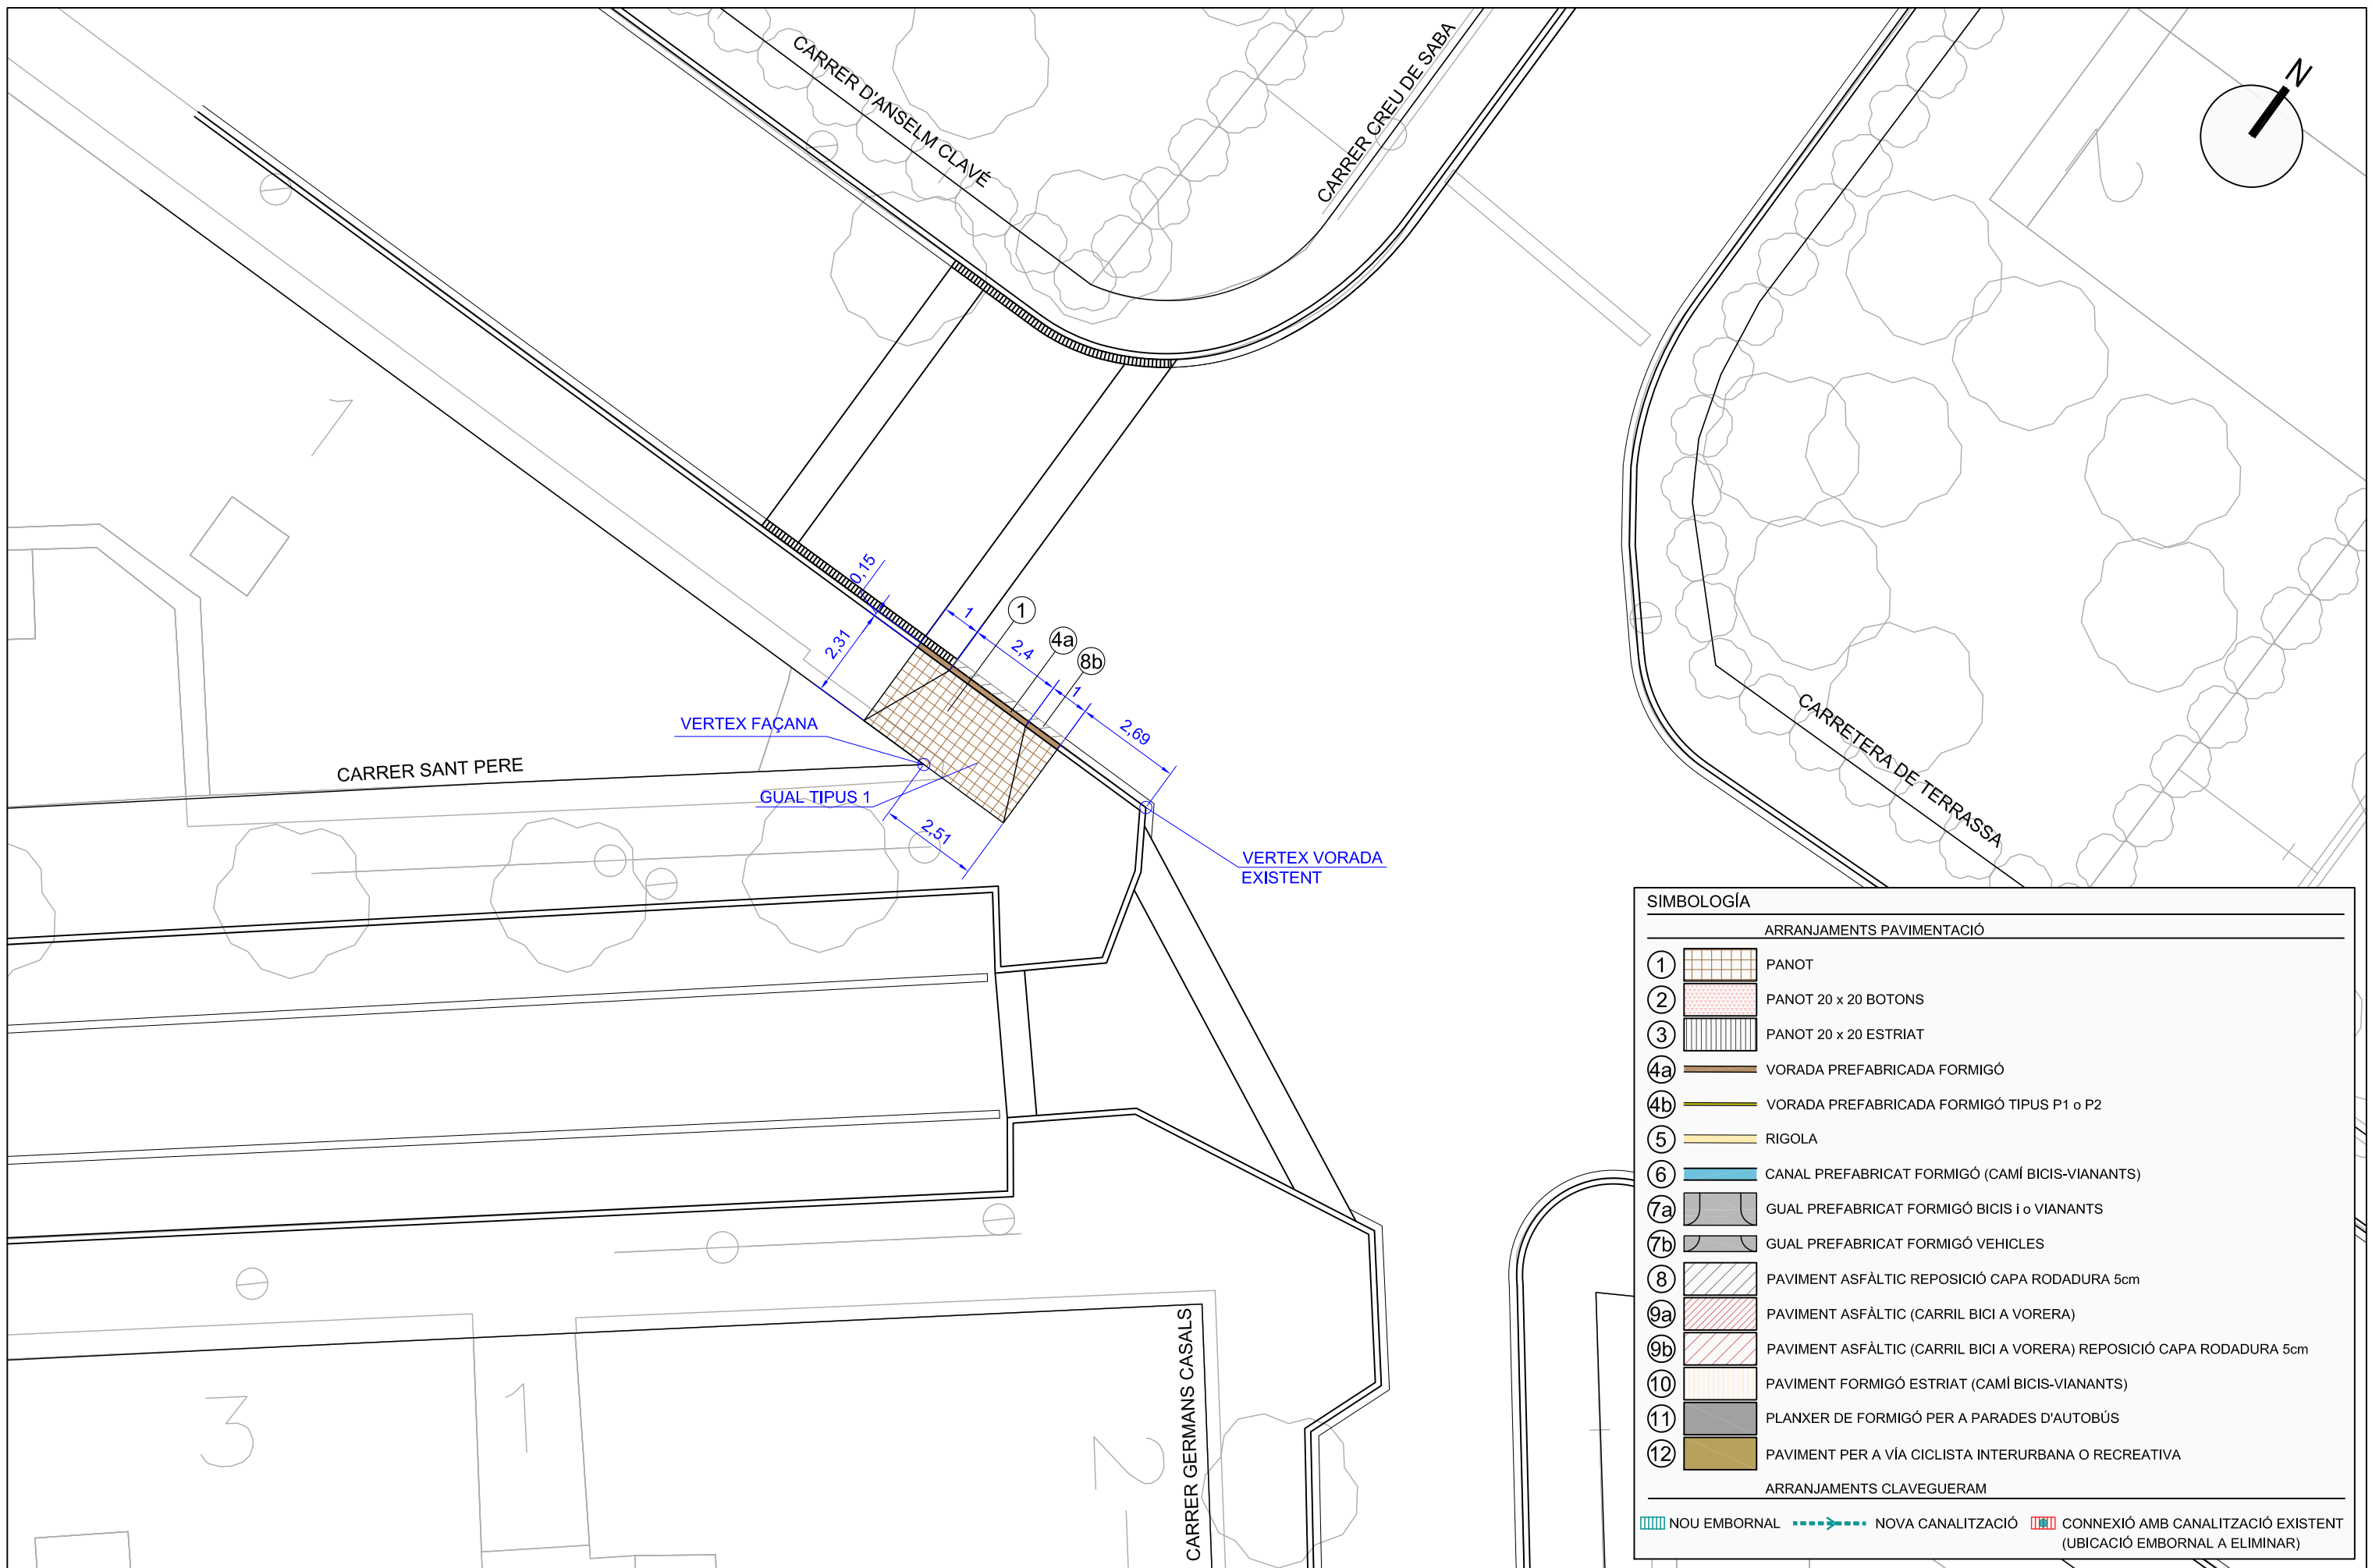 CARRER D'ANSELM CLAVÉ
CARRER CREU DE SABA
N
1
0,15
2,31
1
2,4
1
2,69
1
4a
8b
VERTEX FAÇANA
CARRER SANT PERE
GUAL TIPUS 1
2,51
VERTEX VORADA
EXISTENT
CARRETERA DE TERRASSA
3
1
2
CARRER GERMANS CASALS
SIMBOLOGÍA
ARRANJAMENTS PAVIMENTACIÓ
1 PANOT
2 PANOT 20 x 20 BOTONS
3 PANOT 20 x 20 ESTRIAT
4a VORADA PREFABRICADA FORMIGÓ
4b VORADA PREFABRICADA FORMIGÓ TIPUS P1 o P2
5 RIGOLA
6 CANAL PREFABRICAT FORMIGÓ (CAMÍ BICIS-VIANANTS)
7a GUAL PREFABRICAT FORMIGÓ BICIS i o VIANANTS
7b GUAL PREFABRICAT FORMIGÓ VEHICLES
8 PAVIMENT ASFÀLTIC REPOSICIÓ CAPA RODADURA 5cm
9a PAVIMENT ASFÀLTIC (CARRIL BICI A VORERA)
9b PAVIMENT ASFÀLTIC (CARRIL BICI A VORERA) REPOSICIÓ CAPA RODADURA 5cm
10 PAVIMENT FORMIGÓ ESTRIAT (CAMÍ BICIS-VIANANTS)
11 PLANXER DE FORMIGÓ PER A PARADES D'AUTOBÚS
12 PAVIMENT PER A VÍA CICLISTA INTERURBANA O RECREATIVA
ARRANJAMENTS CLAVEGUERAM
NOU EMBORNAL NOVA CANALITZACIÓ CONNEXIÓ AMB CANALITZACIÓ EXISTENT
(UBICACIÓ EMBORNAL A ELIMINAR)